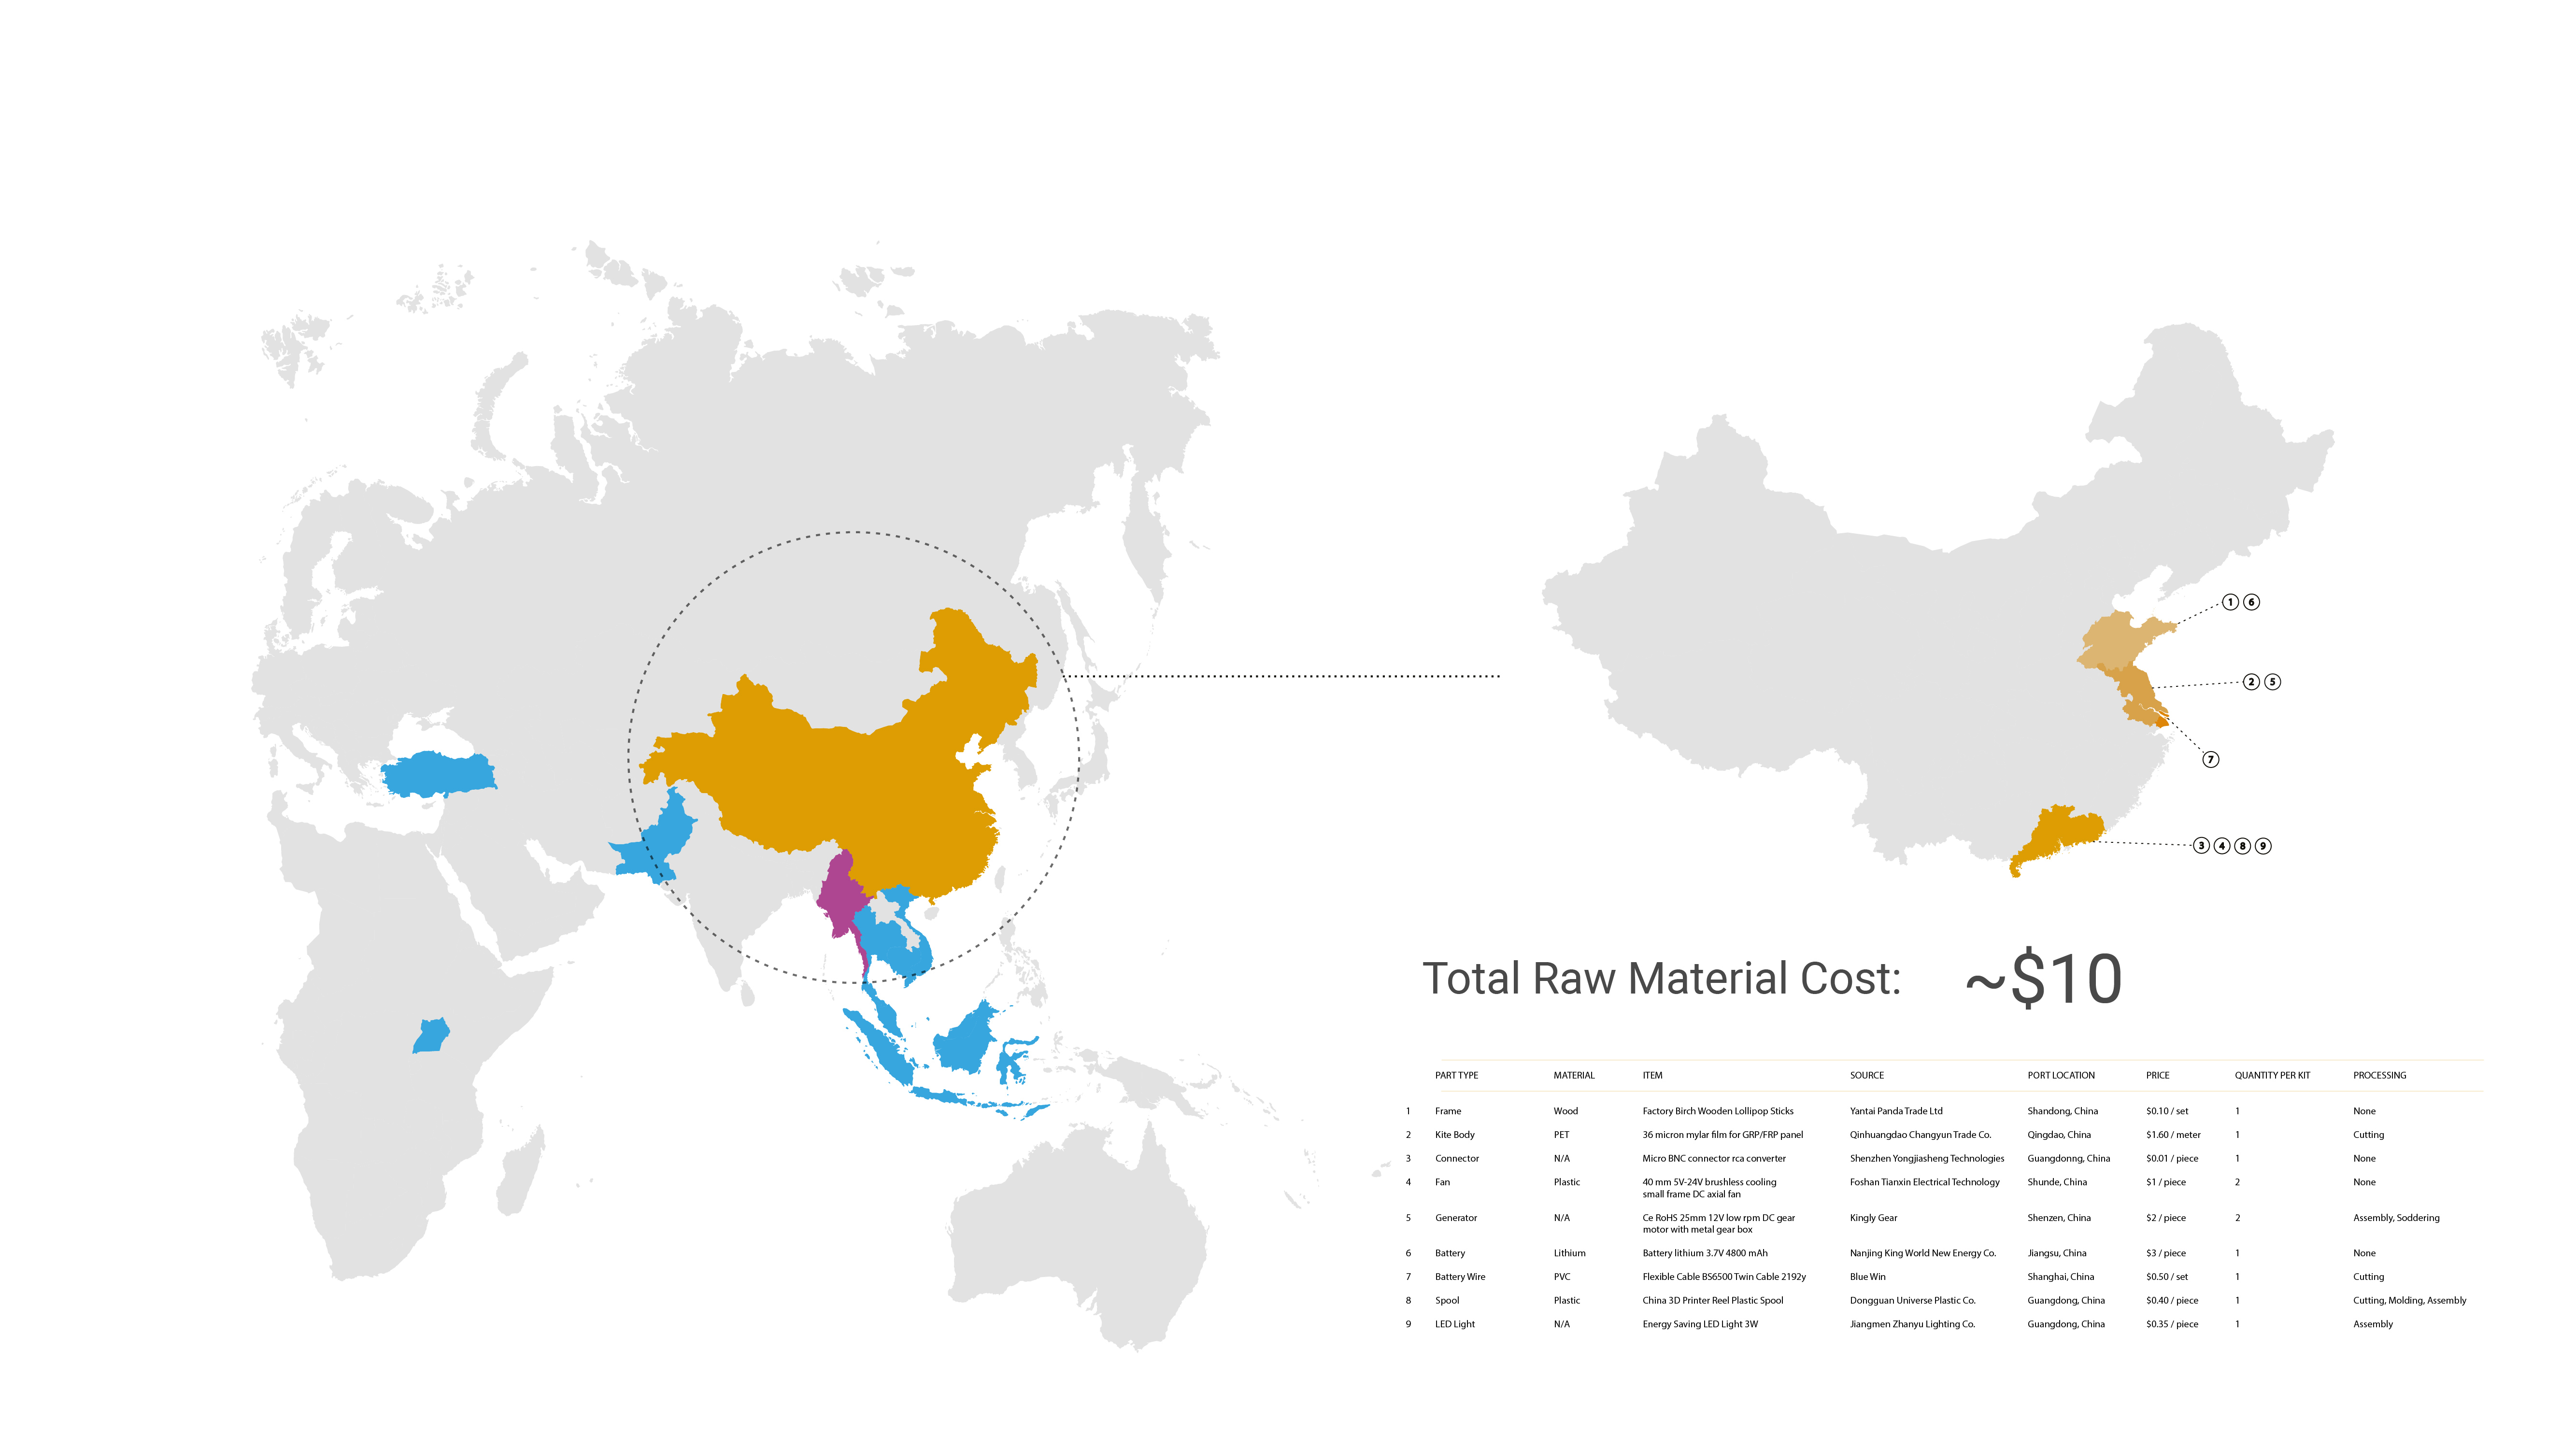 1 6
2 5
7
3 4 8 9
Total Raw Material Cost: ~$10
PART TYPE MATERIAL ITEM SOURCE PORT LOCATION PRICE QUANTITY PER KIT PROCESSING
1 Frame Wood Factory Birch Wooden Lollipop Sticks Yantai Panda Trade Ltd Shandong, China $0.10 / set 1 None
2 Kite Body PET 36 micron mylar film for GRP/FRP panel Qinhuangdao Changyun Trade Co. Qingdao, China $1.60 / meter 1 Cutting
3 Connector N/A Micro BNC connector rca converter Shenzhen Yongjiasheng Technologies Guangdonng, China $0.01 / piece 1 None
4 Fan Plastic 40 mm 5V-24V brushless cooling Foshan Tianxin Electrical Technology Shunde, China $1 / piece 2 None
small frame DC axial fan
5 Generator N/A Ce RoHS 25mm 12V low rpm DC gear Kingly Gear Shenzen, China $2 / piece 2 Assembly, Soddering
motor with metal gear box
6 Battery Lithium Battery lithium 3.7V 4800 mAh Nanjing King World New Energy Co. Jiangsu, China $3 / piece 1 None
7 Battery Wire PVC Flexible Cable BS6500 Twin Cable 2192y Blue Win Shanghai, China $0.50 / set 1 Cutting
8 Spool Plastic China 3D Printer Reel Plastic Spool Dongguan Universe Plastic Co. Guangdong, China $0.40 / piece 1 Cutting, Molding, Assembly
9 LED Light N/A Energy Saving LED Light 3W Jiangmen Zhanyu Lighting Co. Guangdong, China $0.35 / piece 1 Assembly